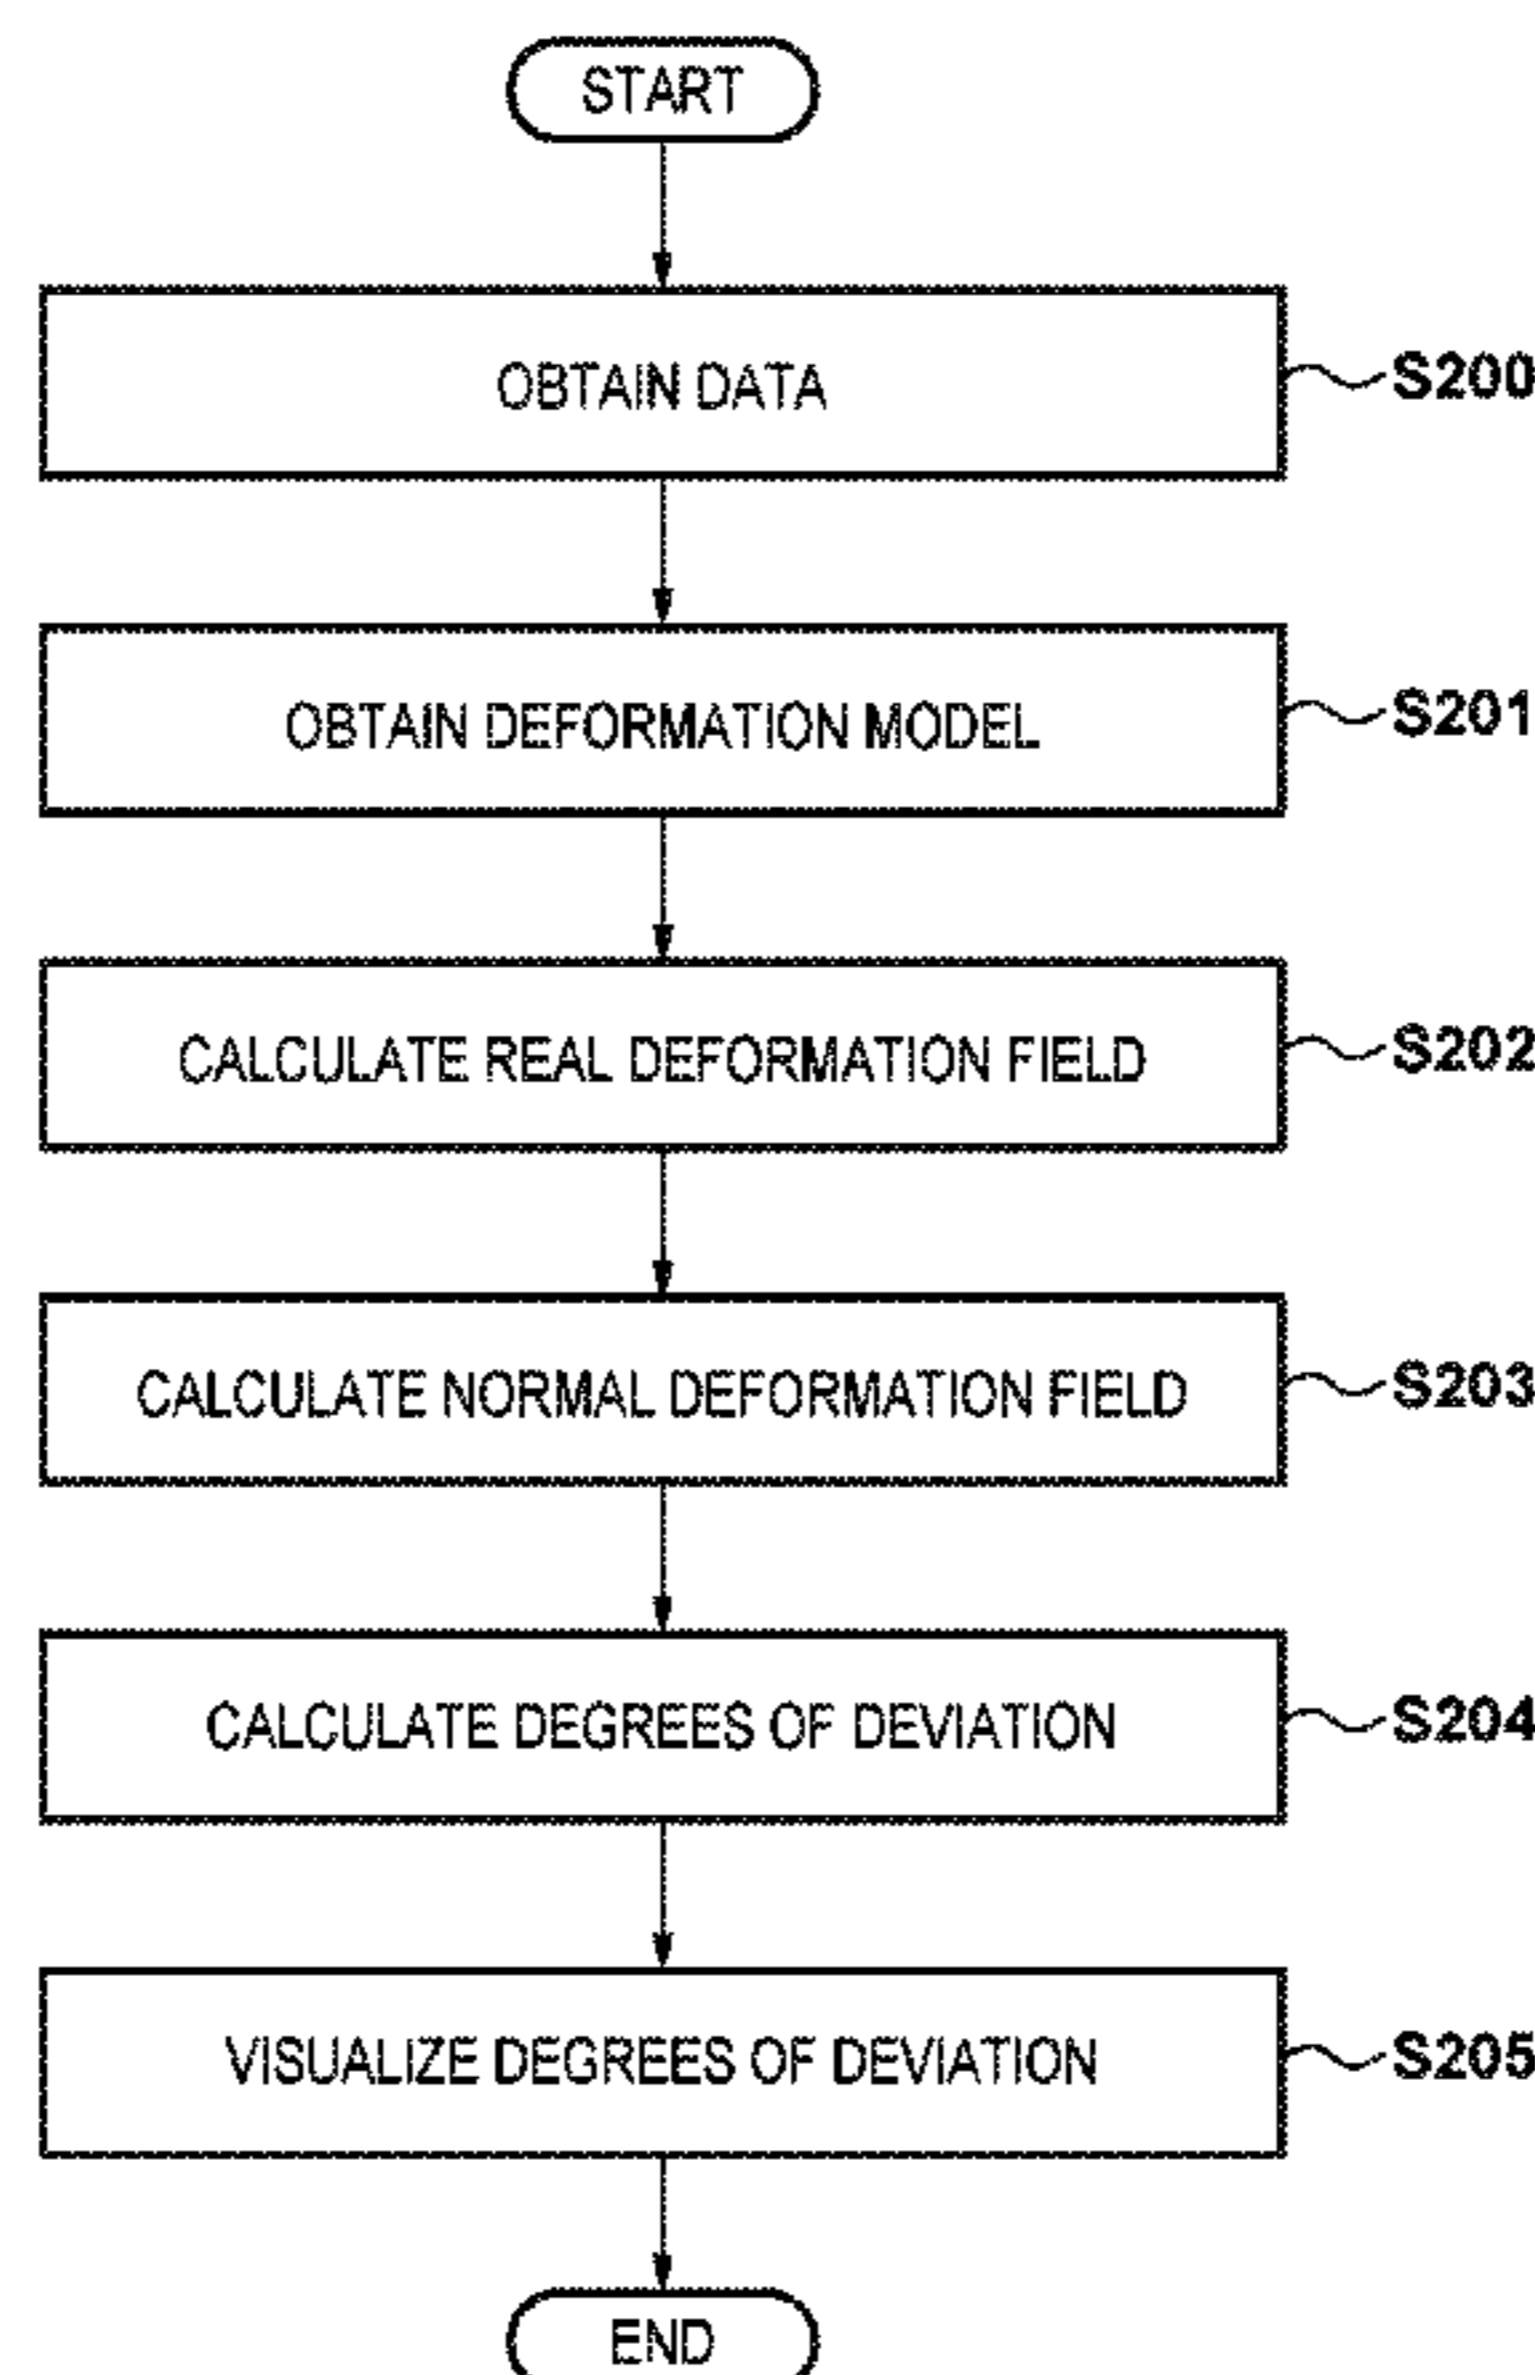 START
OBTAIN DATA
S200
OBTAIN DEFORMATION MODEL
S201
CALCULATE REAL DEFORMATION FIELD
S202
CALCULATE NORMAL DEFORMATION FIELD
S203
CALCULATE DEGREES OF DEVIATION
S204
VISUALIZE DEGREES OF DEVIATION
S205
END